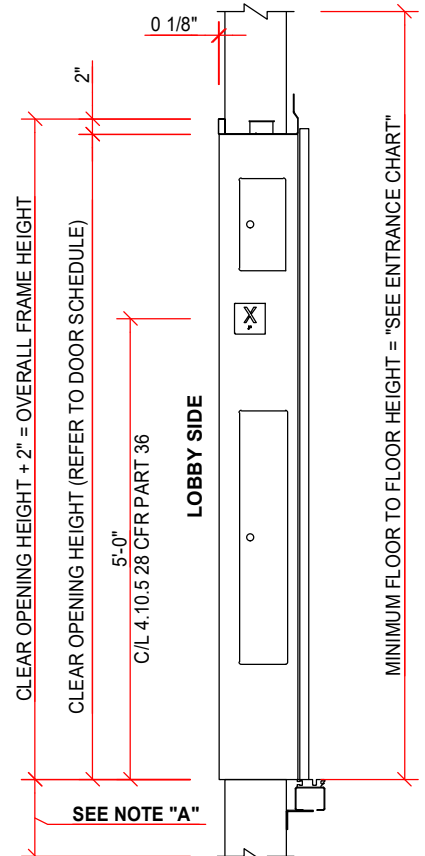 0 1/8"
2"
CLEAR OPENING HEIGHT + 2" = OVERALL FRAME HEIGHT
CLEAR OPENING HEIGHT (REFER TO DOOR SCHEDULE)
5'-0"
C/L 4.10.5 28 CFR PART 36
LOBBY SIDE
X
MINIMUM FLOOR TO FLOOR HEIGHT = "SEE ENTRANCE CHART"
SEE NOTE "A"